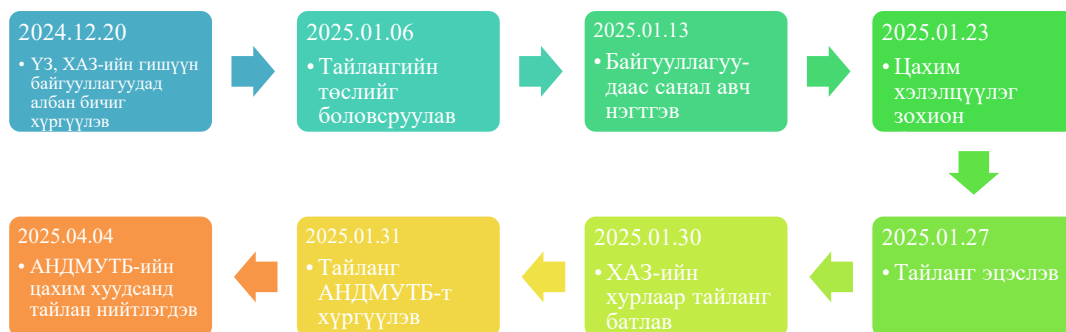 2024.12.20
• ҮЗ, ХАЗ-ийн гишүүн
байгууллагуудад
албан бичиг
хүргүүлэв
2025.01.06
• Тайлангийн
төслийг
боловсруулав
2025.01.13
• Байгууллагуу-
даас санал авч
нэгтгэв
2025.01.23
• Цахим
хэлэлцүүлэг
зохион
2025.01.27
• Тайланг эцэслэв
2025.01.30
• ХАЗ-ийн
хурлаар тайланг
батлав
2025.01.31
• Тайланг
АНДМУТБ-т
хүргүүлэв
2025.04.04
• АНДМУТБ-ийн
цахим хуудсанд
тайлан нийтлэгдэв